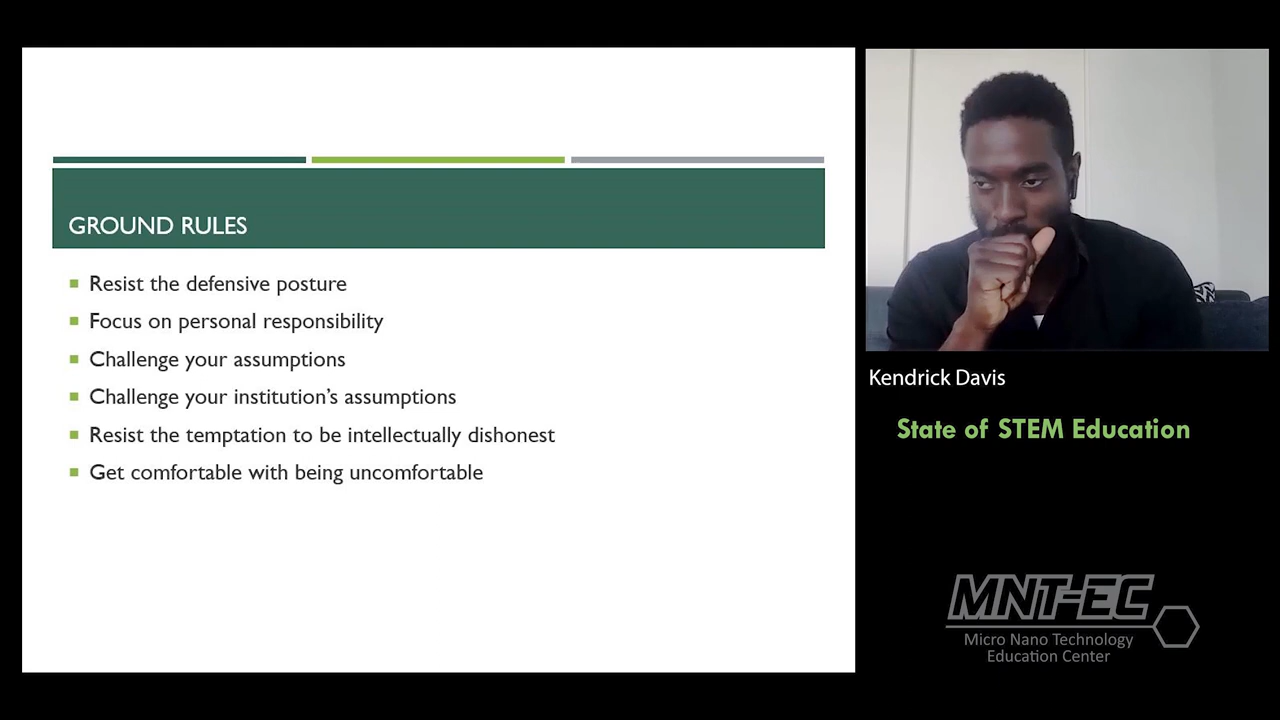 GROUND RULES
Resist the defensive posture
Focus on personal responsibility
Challenge your assumptions
Challenge your institution’s assumptions
Resist the temptation to be intellectually dishonest
Get comfortable with being uncomfortable
Kendrick Davis
State of STEM Education
MNT-EC
Micro Nano Technology
Education Center